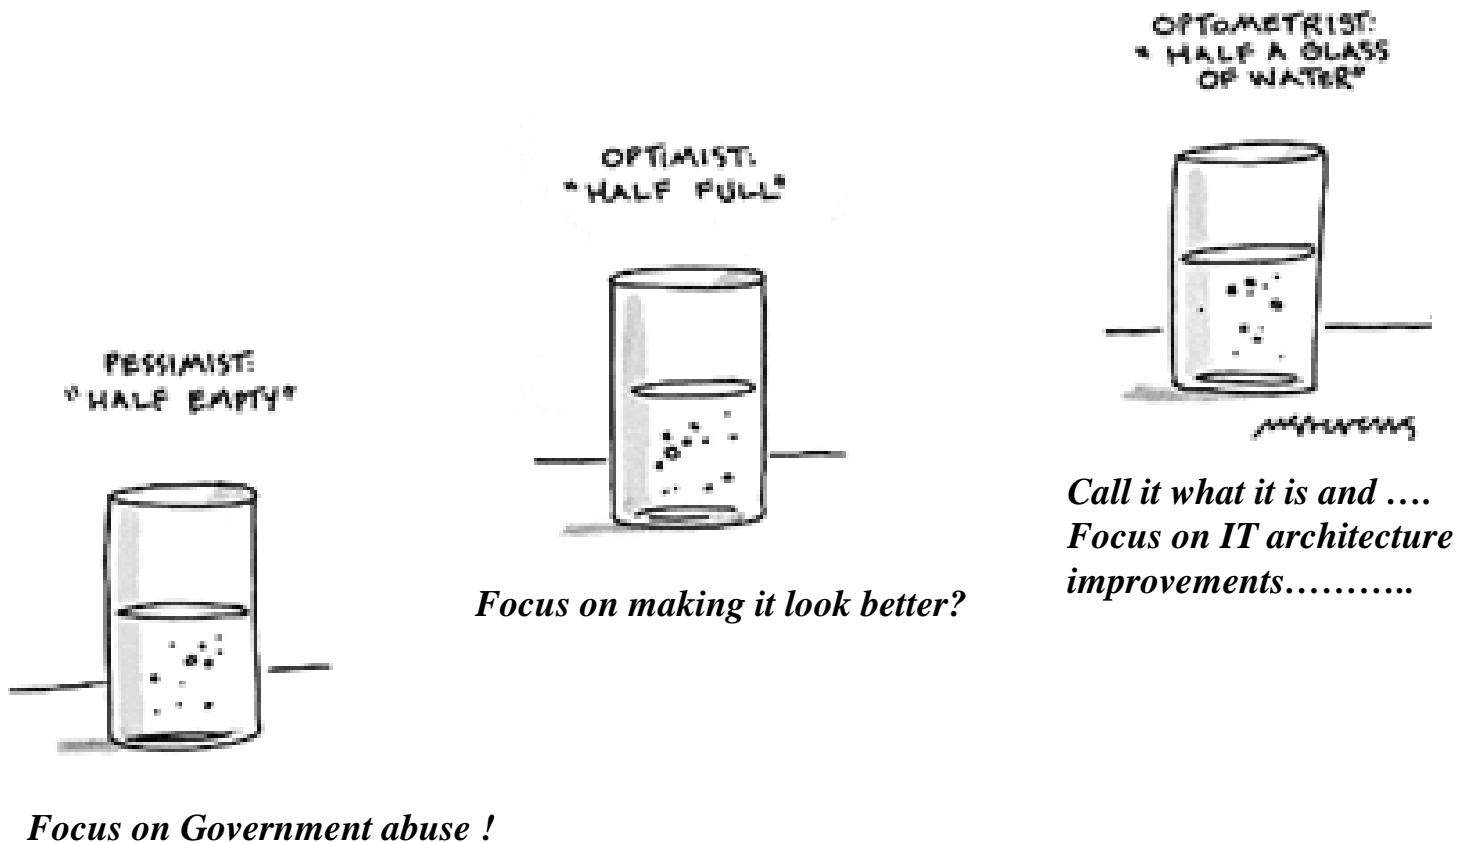 PESSIMIST:
"HALF EMPTY"
Focus on Government abuse !
OPTIMIST:
"HALF FULL"
Focus on making it look better?
OPTOMETRIST:
"HALF A GLASS
OF WATER"
Call it what it is and ….
Focus on IT architecture
improvements………..